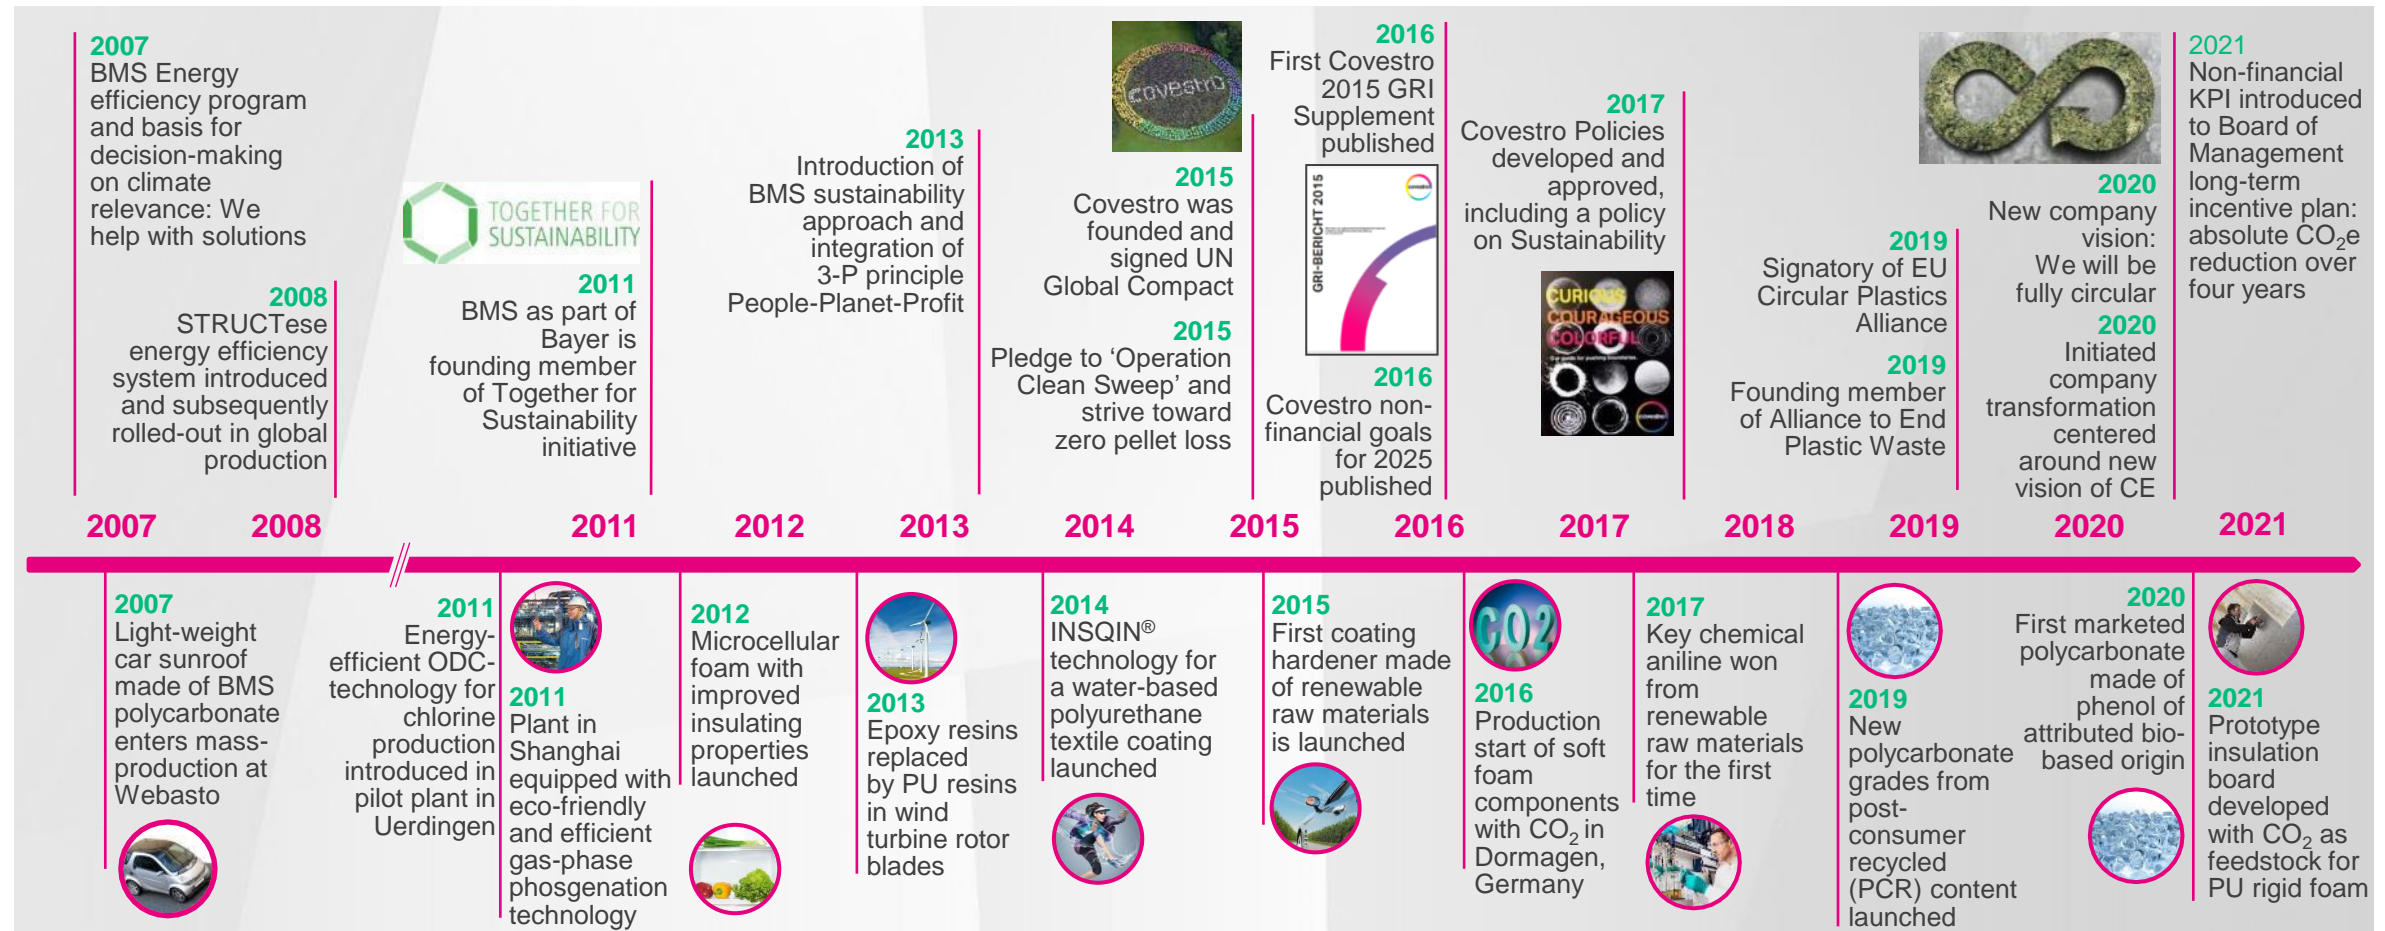 2007
BMS Energy
efficiency program
and basis for
decision-making
on climate
relevance: We
help with solutions
2008
STRUCTese
energy efficiency
system introduced
and subsequently
rolled-out in global
production
TOGETHER FOR
SUSTAINABILITY
2011
BMS as part of
Bayer is
founding member
of Together for
Sustainability
initiative
2013
Introduction of
BMS sustainability
approach and
integration of
3-P principle
People-Planet-Profit
covestro
2015
Covestro was
founded and
signed UN
Global Compact
2015
Pledge to ‘Operation
Clean Sweep’ and
strive toward
zero pellet loss
2016
First Covestro
2015 GRI
Supplement
published
GRI-BERICHT 2015
covestro
2016
Covestro non-
financial goals
for 2025
published
2017
Covestro Policies
developed and
approved,
including a policy
on Sustainability
CURIOUS
COURAGEOUS
COLORFUL
Our guide for pushing boundaries.
covestro
2019
Signatory of EU
Circular Plastics
Alliance
2019
Founding member
of Alliance to End
Plastic Waste
2020
New company
vision:
We will be
fully circular
2020
Initiated
company
transformation
centered
around new
vision of CE
2021
Non-financial
KPI introduced
to Board of
Management
long-term
incentive plan:
absolute CO₂e
reduction over
four years
2007 2008 2011 2012 2013 2014 2015 2016 2017 2018 2019 2020 2021
2007
Light-weight
car sunroof
made of BMS
polycarbonate
enters mass-
production at
Webasto
2011
Energy-
efficient ODC-
technology for
chlorine
production
introduced in
pilot plant in
Uerdingen
2011
Plant in
Shanghai
equipped with
eco-friendly
and efficient
gas-phase
phosgenation
technology
2012
Microcellular
foam with
improved
insulating
properties
launched
2013
Epoxy resins
replaced
by PU resins
in wind
turbine rotor
blades
2014
INSQIN®
technology for
a water-based
polyurethane
textile coating
launched
2015
First coating
hardener made
of renewable
raw materials
is launched
CO2
2016
Production
start of soft
foam
components
with CO₂ in
Dormagen,
Germany
2017
Key chemical
aniline won
from
renewable
raw materials
for the first
time
2019
New
polycarbonate
grades from
post-
consumer
recycled
(PCR) content
launched
2020
First marketed
polycarbonate
made of
phenol of
attributed bio-
based origin
2021
Prototype
insulation
board
developed
with CO₂ as
feedstock for
PU rigid foam